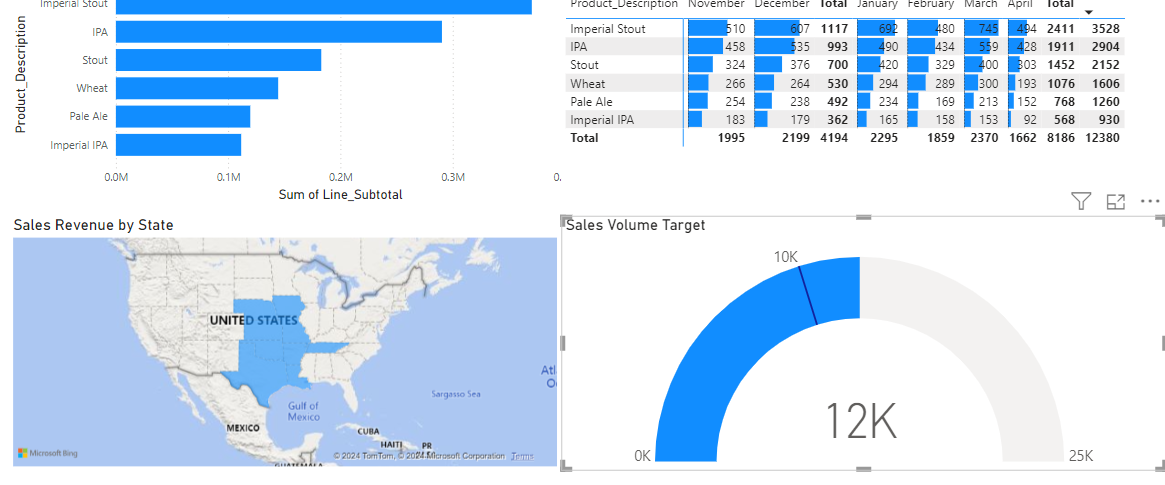 Imperial Stout
IPA
Stout
Wheat
Pale Ale
Imperial IPA
Product_Description
0.0M 0.1M 0.2M 0.3M 0.
Sum of Line_Subtotal
Product_Description November December Total January February March April Total
Imperial Stout 510 607 1117 692 480 745 494 2411 3528
IPA 458 535 993 490 434 559 428 1911 2904
Stout 324 376 700 420 329 400 303 1452 2152
Wheat 266 264 530 294 289 300 193 1076 1606
Pale Ale 254 238 492 234 169 213 152 768 1260
Imperial IPA 183 179 362 165 158 153 92 568 930
Total 1995 2199 4194 2295 1859 2370 1662 8186 12380
Sales Revenue by State
UNITED STATES
Atl
Oc
Sargasso Sea
Gulf of
Mexico
MEXICO
CUBA
HAITI
PR
GUATEMALA
Microsoft Bing
© 2024 TomTom, © 2024 Microsoft Corporation Terms
Sales Volume Target
10K
12K
0K
25K